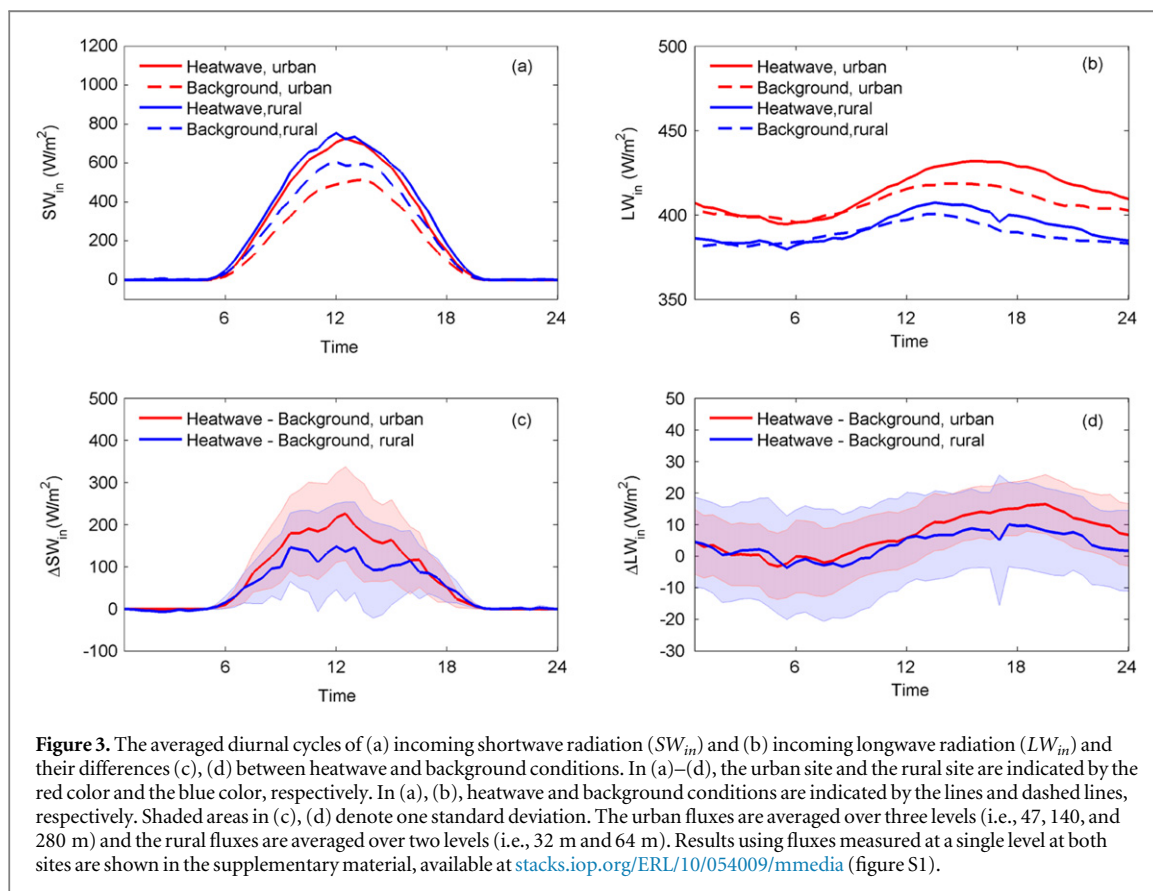 1200
1000
800
600
400
200
0
SW_in (W/m²)
Heatwave, urban
Background, urban
Heatwave,rural
Background,rural
(a)
6
12
18
24
Time
500
450
400
350
LW_in (W/m²)
Heatwave, urban
Background, urban
Heatwave,rural
Background,rural
(b)
6
12
18
24
Time
500
400
300
200
100
0
-100
ΔSW_in(W/m²)
Heatwave - Background, urban
Heatwave - Background, rural
(c)
6
12
18
24
Time
50
40
30
20
10
0
-10
-20
-30
ΔLW_in(W/m²)
Heatwave - Background, urban
Heatwave - Background, rural
(d)
6
12
18
24
Time
Figure 3. The averaged diurnal cycles of (a) incoming shortwave radiation (SW_in) and (b) incoming longwave radiation (LW_in) and
their differences (c), (d) between heatwave and background conditions. In (a)–(d), the urban site and the rural site are indicated by the
red color and the blue color, respectively. In (a), (b), heatwave and background conditions are indicated by the lines and dashed lines,
respectively. Shaded areas in (c), (d) denote one standard deviation. The urban fluxes are averaged over three levels (i.e., 47, 140, and
280 m) and the rural fluxes are averaged over two levels (i.e., 32 m and 64 m). Results using fluxes measured at a single level at both
sites are shown in the supplementary material, available at stacks.iop.org/ERL/10/054009/mmedia (figure S1).